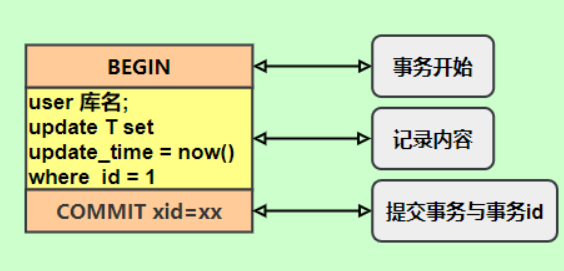 BEGIN
事务开始
user 库名;
update T set
update_time = now()
where id = 1
记录内容
COMMIT xid=xx
提交事务与事务id